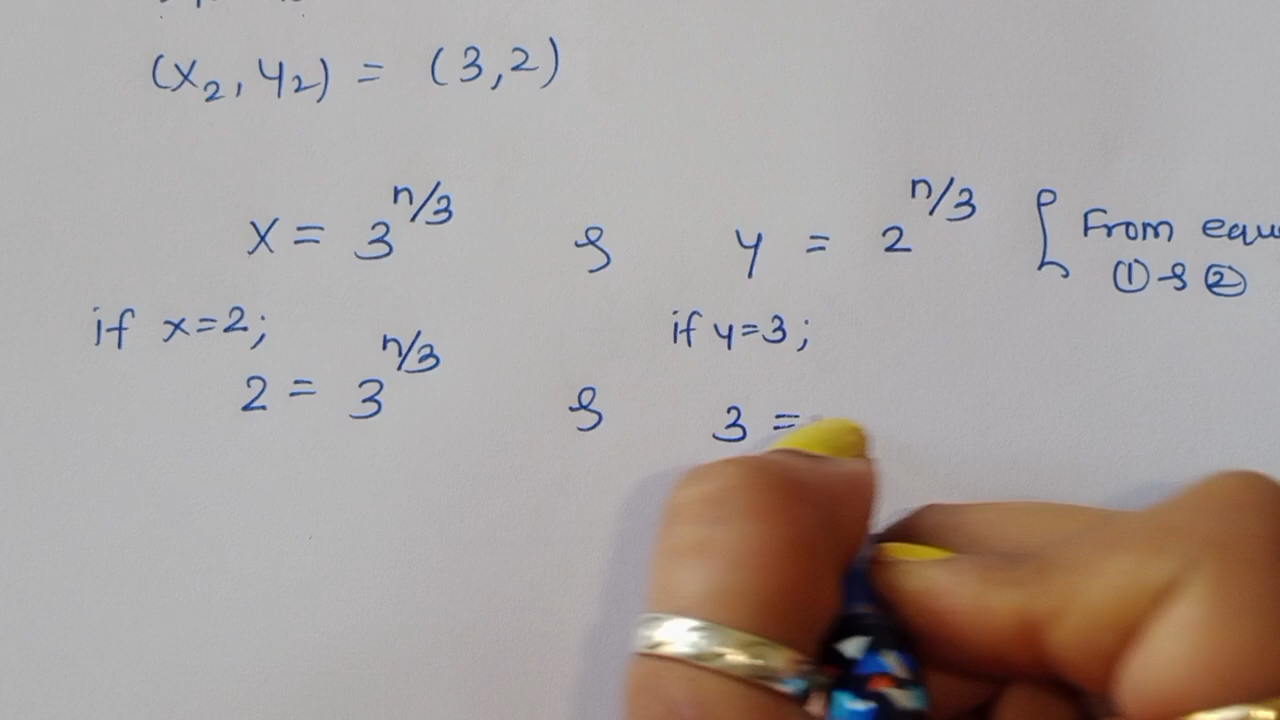 (x₂, y₂) = (3,2)
x = 3^(n/3) & y = 2^(n/3) { From equ
① & ②
if x=2; if y=3;
2 = 3^(n/3) & 3 =